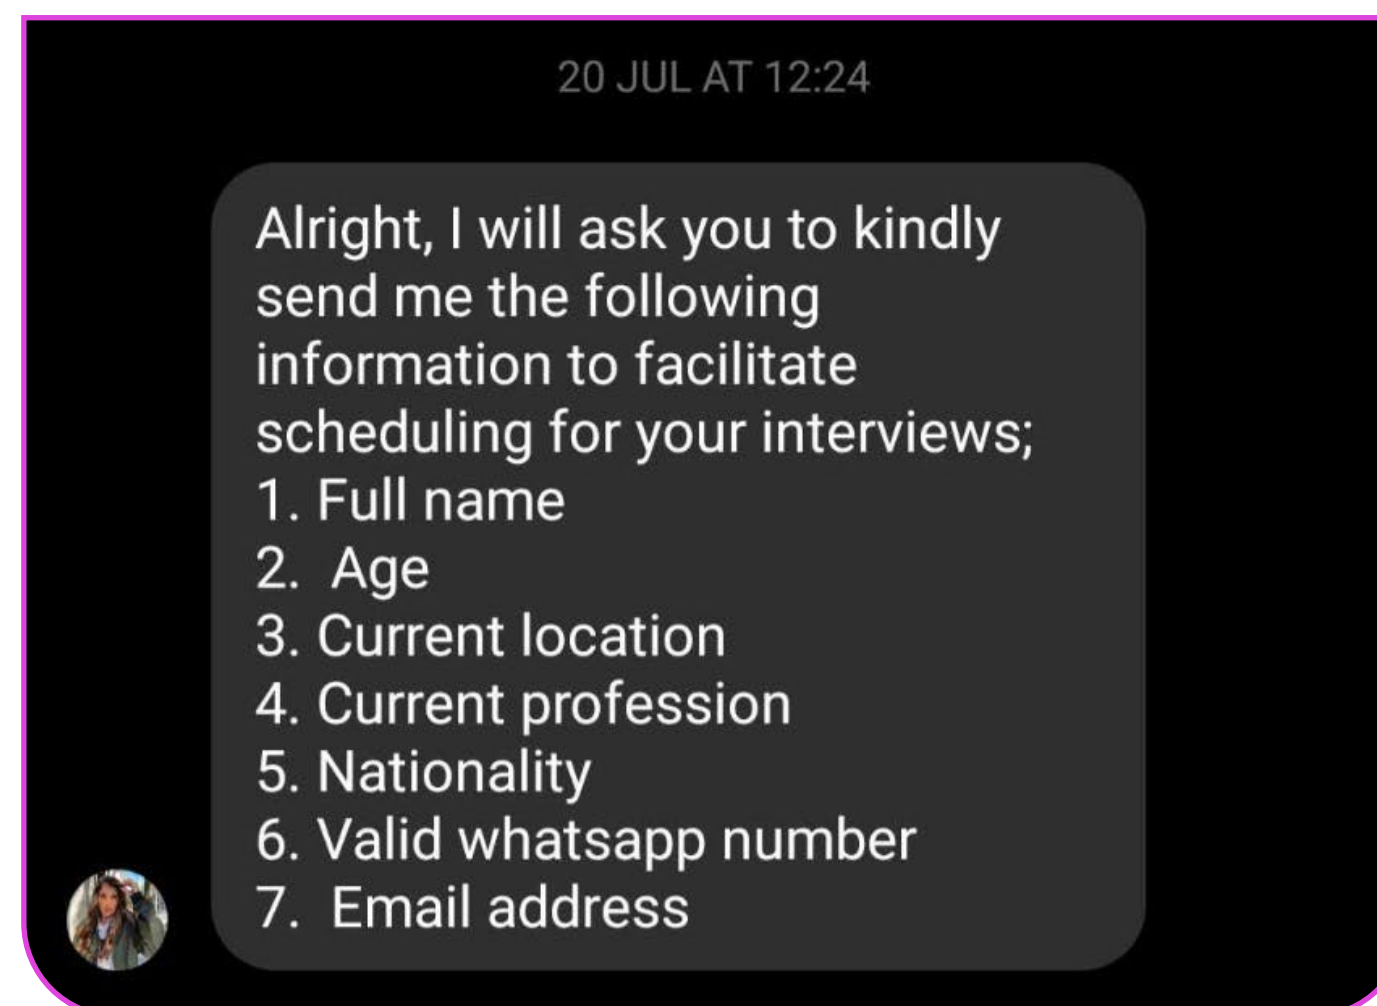 20 JUL AT 12:24
Alright, I will ask you to kindly
send me the following
information to facilitate
scheduling for your interviews;
1. Full name
2.  Age
3. Current location
4. Current profession
5. Nationality
6. Valid whatsapp number
7.  Email address